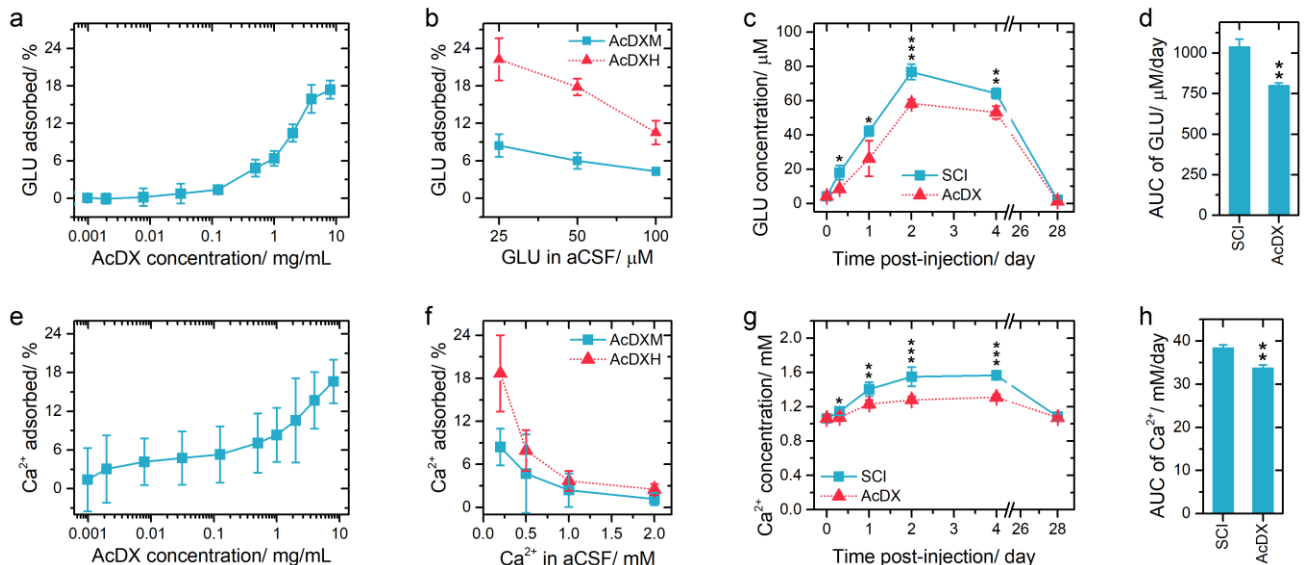 a
GLU adsorbed/ %
24
18
12
6
0
0.001 0.01 0.1 1 10
AcDX concentration/ mg/mL
b
GLU adsorbed/ %
24
18
12
6
0
AcDXM
AcDXH
25 50 100
GLU in aCSF/ μM
c
GLU concentration/ μM
100
80
60
40
20
0
*
*
***
**
SCI
AcDX
0 1 2 3 4 26 28
Time post-injection/ day
d
AUC of GLU/ μM/day
1000
750
500
250
0
**
SCI
AcDX
e
Ca²⁺ adsorbed/ %
24
18
12
6
0
0.001 0.01 0.1 1 10
AcDX concentration/ mg/mL
f
Ca²⁺ adsorbed/ %
24
18
12
6
0
AcDXM
AcDXH
0.0 0.5 1.0 1.5 2.0
Ca²⁺ in aCSF/ mM
g
Ca²⁺ concentration/ mM
2.0
1.6
1.2
0.8
0.4
0.0
*
**
***
***
SCI
AcDX
0 1 2 3 4 26 28
Time post-injection/ day
h
AUC of Ca²⁺/ mM/day
40
30
20
10
0
**
SCI
AcDX